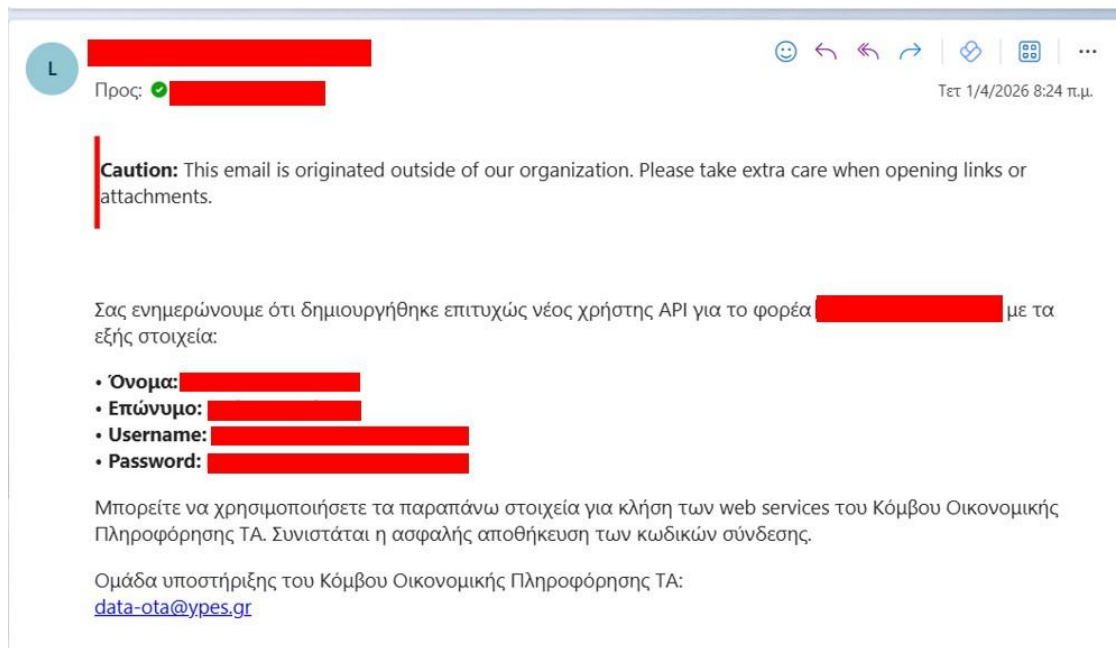 L
Προς:
Τετ 1/4/2026 8:24 π.μ.
Caution: This email is originated outside of our organization. Please take extra care when opening links or
attachments.
Σας ενημερώνουμε ότι δημιουργήθηκε επιτυχώς νέος χρήστης API για το φορέα με τα
εξής στοιχεία:
• Όνομα:
• Επώνυμο:
• Username:
• Password:
Μπορείτε να χρησιμοποιήσετε τα παραπάνω στοιχεία για κλήση των web services του Κόμβου Οικονομικής
Πληροφόρησης ΤΑ. Συνιστάται η ασφαλής αποθήκευση των κωδικών σύνδεσης.
Ομάδα υποστήριξης του Κόμβου Οικονομικής Πληροφόρησης ΤΑ:
data-ota@ypes.gr